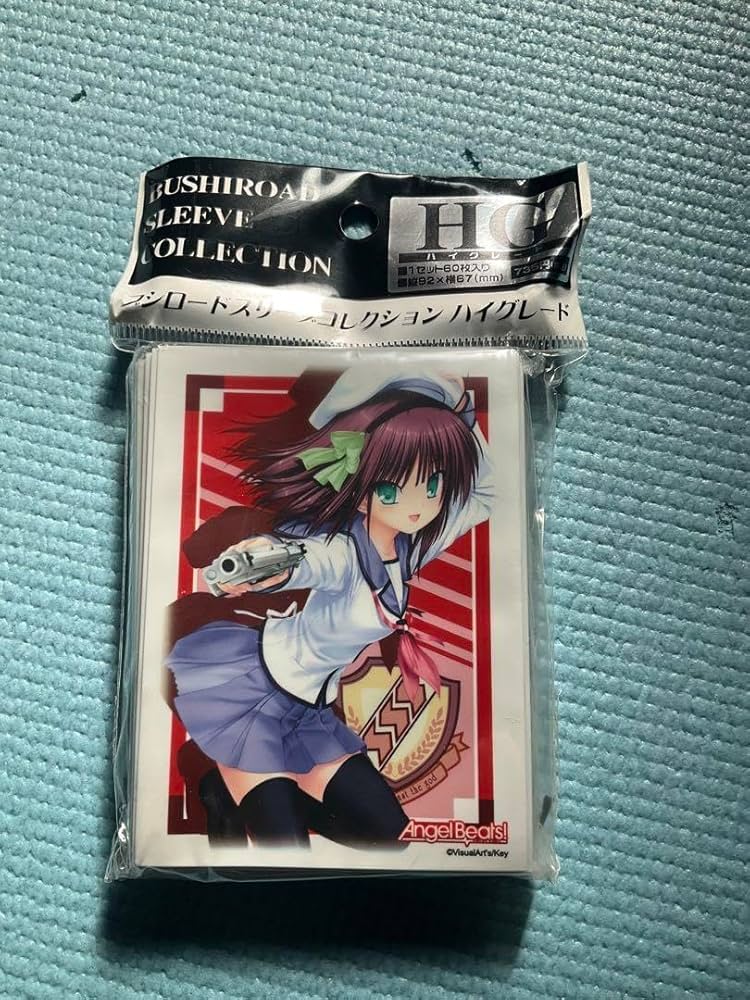 BUSHIROAD
SLEEVE
COLLECTION
HG
ハイグレード
1セット60枚入り
縦92×横67(mm)
ブシロードスリーブコレクション ハイグレード
the god
Angel Beats!
©VisualArt's/Key